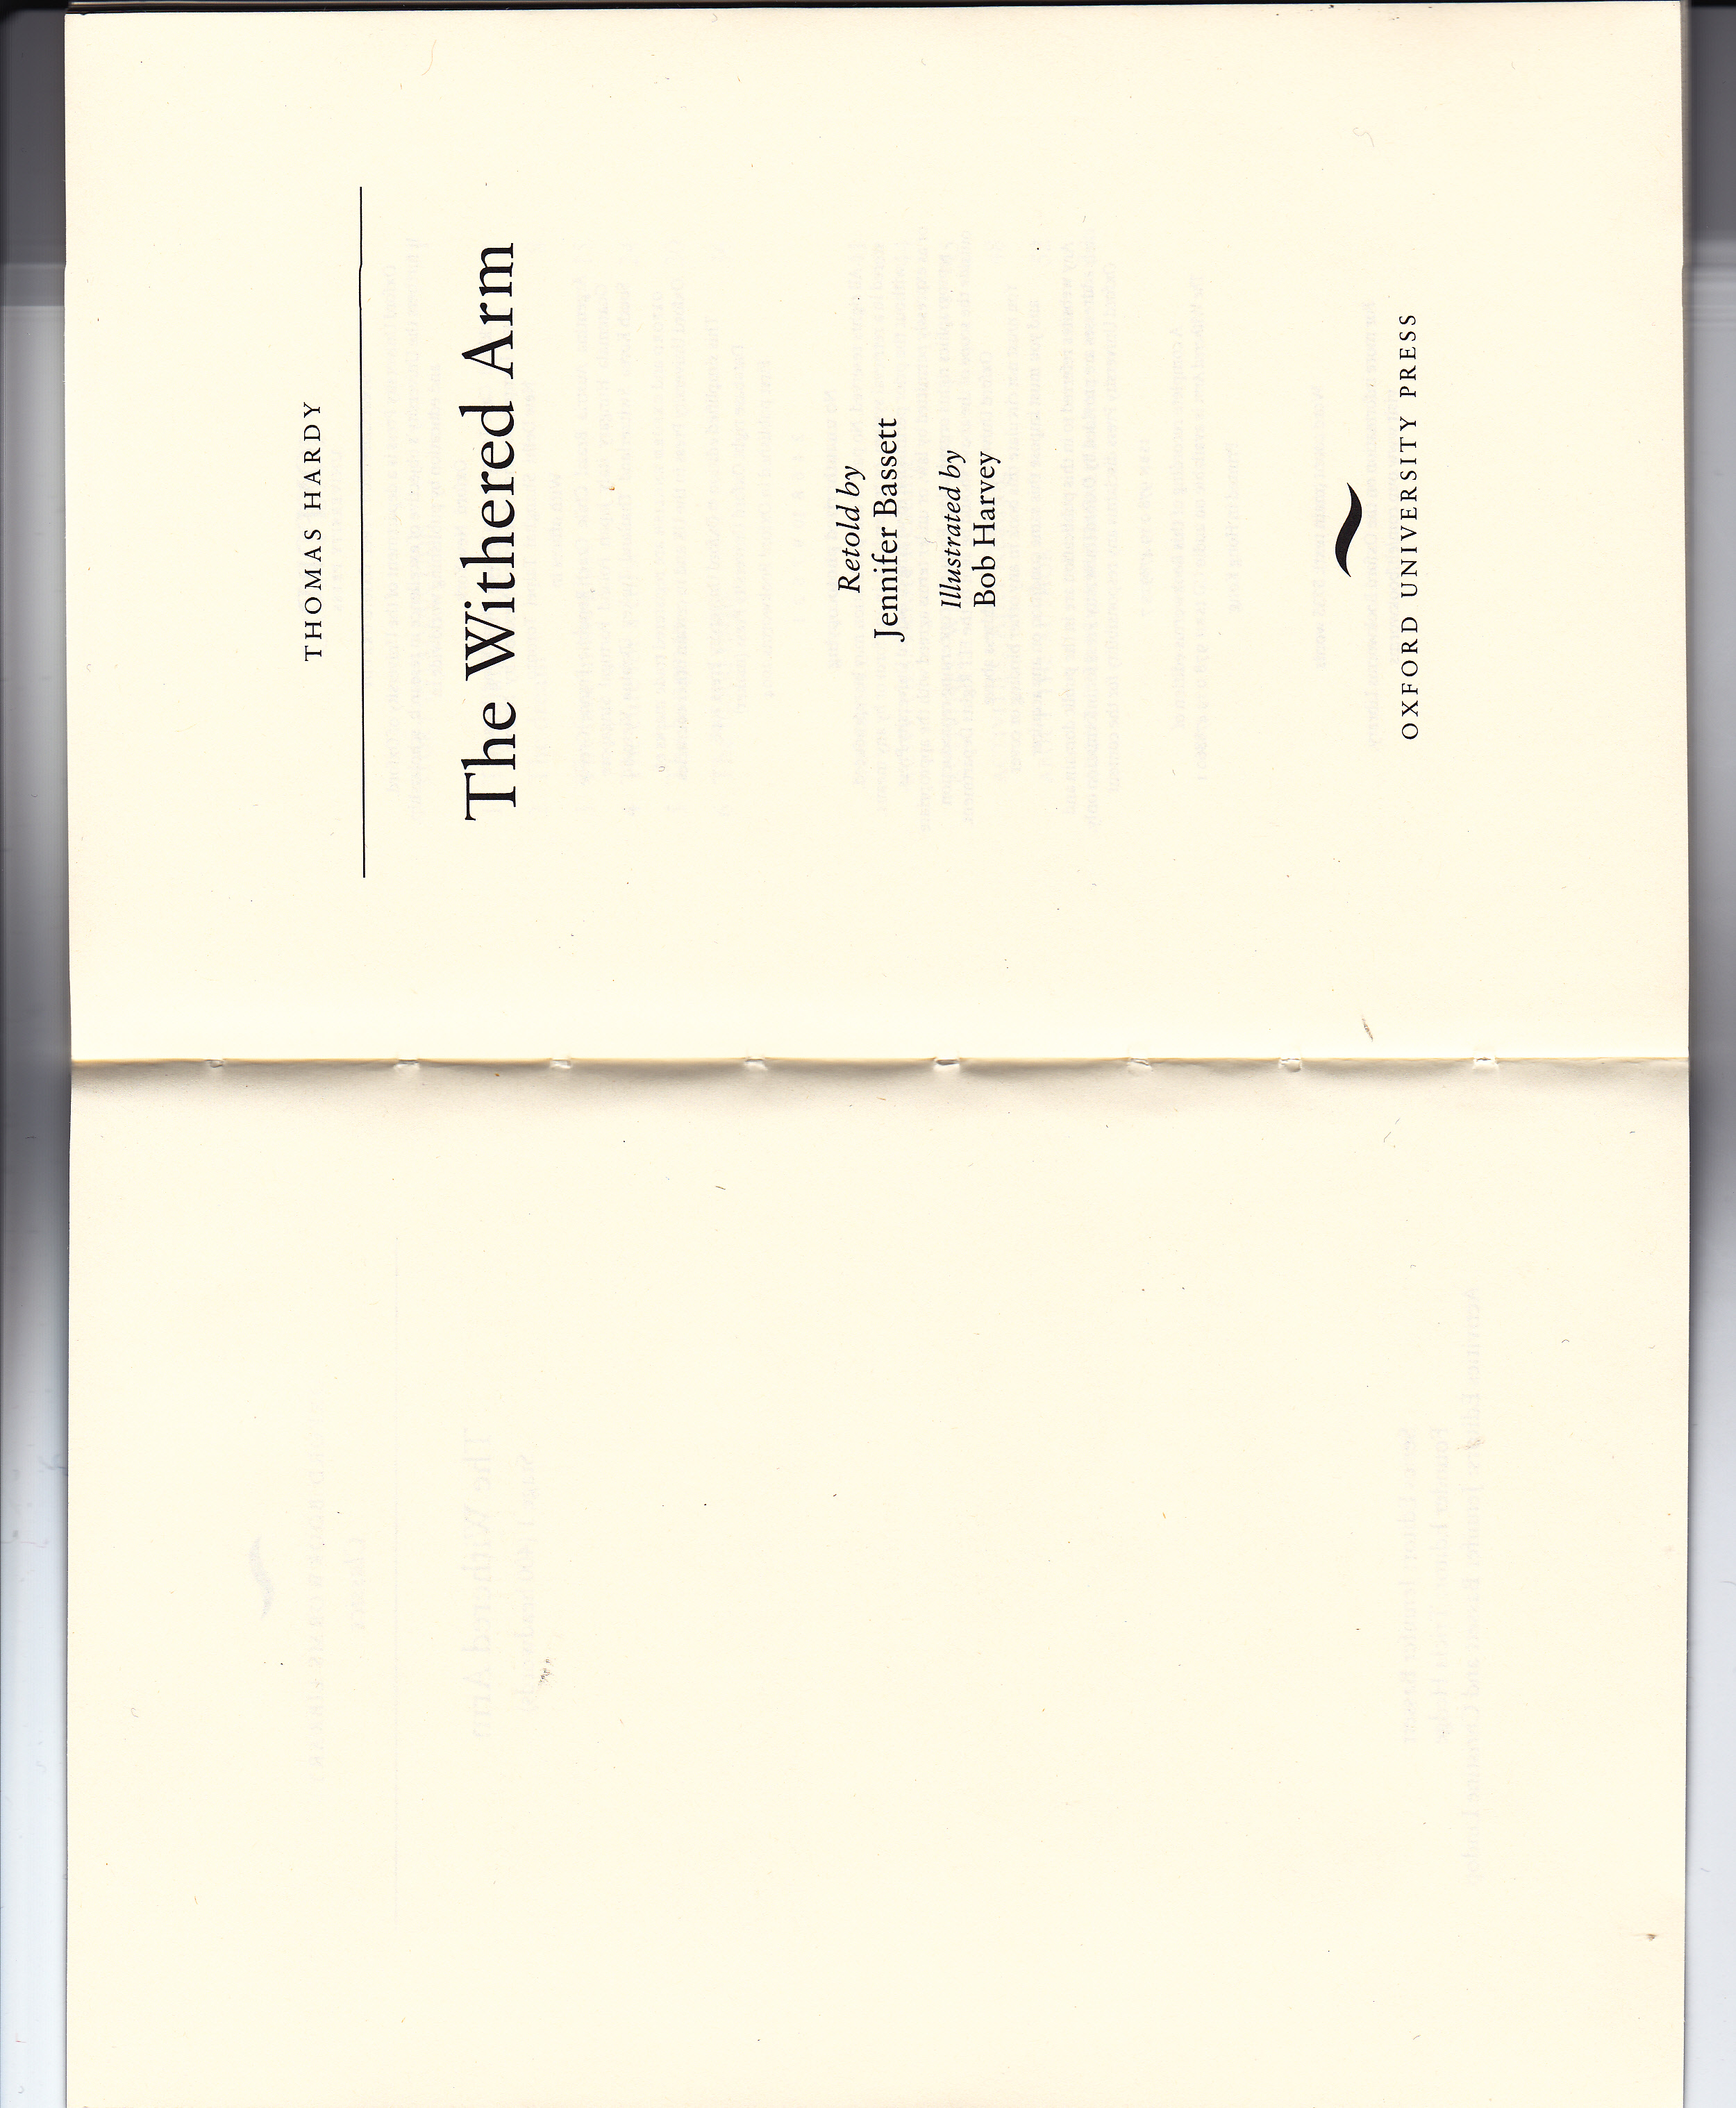 THOMAS HARDY
The Withered Arm
Retold by
Jennifer Bassett
Illustrated by
Bob Harvey
OXFORD UNIVERSITY PRESS